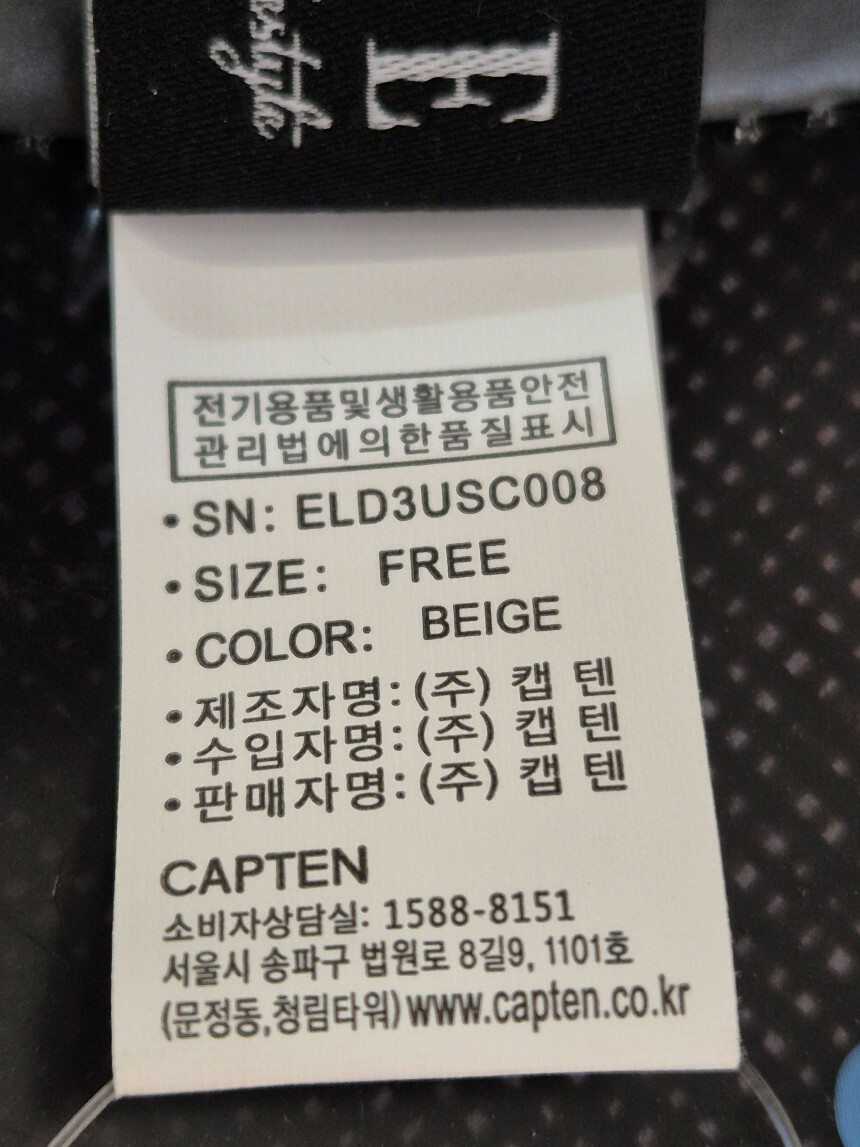 E
style
전기용품및생활용품안전
관리법에의한품질표시
• SN: ELD3USC008
• SIZE: FREE
• COLOR: BEIGE
• 제조자명: (주) 캡 텐
• 수입자명: (주) 캡 텐
• 판매자명: (주) 캡 텐
CAPTEN
소비자상담실: 1588-8151
서울시 송파구 법원로 8길9, 1101호
(문정동,청림타워) www.capten.co.kr